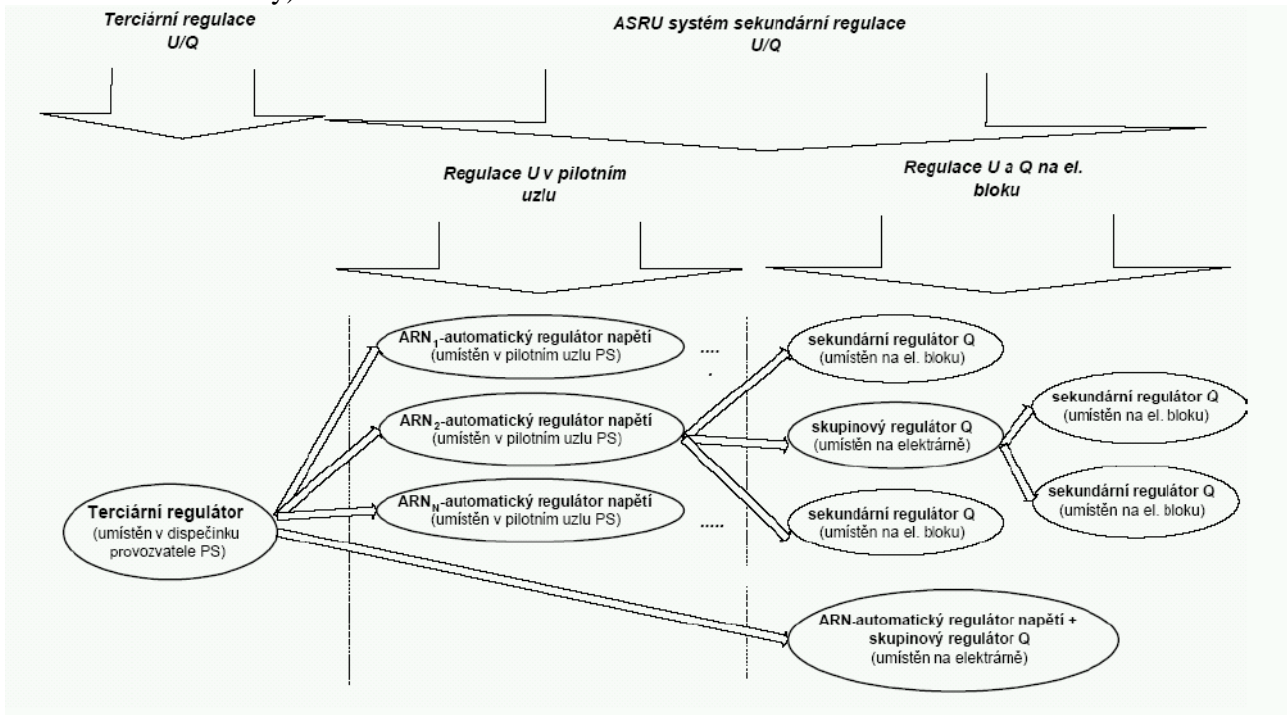 Terciární regulace
U/Q
ASRU systém sekundární regulace
U/Q
Regulace U v pilotním
uzlu
Regulace U a Q na el.
bloku
ARN1-automatický regulátor napětí
(umístěn v pilotním uzlu PS)
....
.
sekundární regulátor Q
(umístěn na el. bloku)
ARN2-automatický regulátor napětí
(umístěn v pilotním uzlu PS)
skupinový regulátor Q
(umístěn na elektrárně)
sekundární regulátor Q
(umístěn na el. bloku)
sekundární regulátor Q
(umístěn na el. bloku)
ARNN-automatický regulátor napětí
(umístěn v pilotním uzlu PS)
.....
sekundární regulátor Q
(umístěn na el. bloku)
Terciární regulátor
(umístěn v dispečinku
provozvatele PS)
ARN-automatický regulátor napětí +
skupinový regulátor Q
(umístěn na elektrárně)